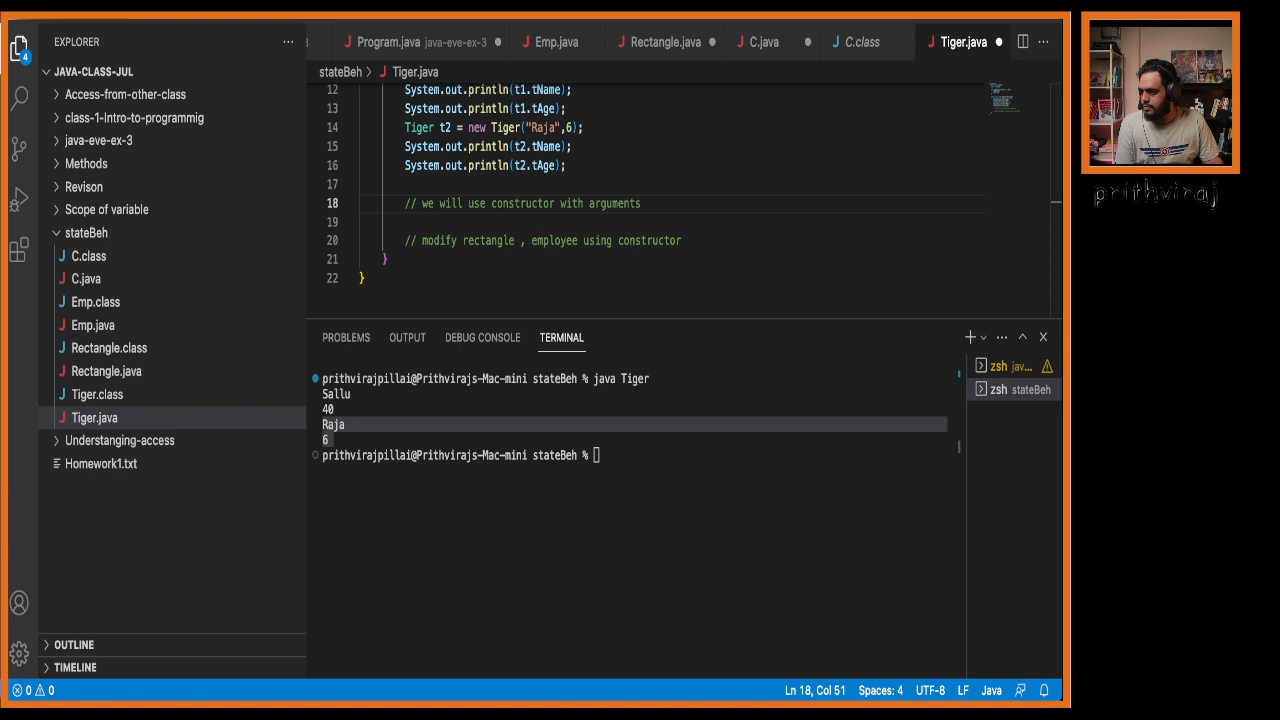 EXPLORER
JAVA-CLASS-JUL
Access-from-other-class
class-1-Intro-to-programmig
java-eve-ex-3
Methods
Revison
Scope of variable
stateBeh
C.class
C.java
Emp.class
Emp.java
Rectangle.class
Rectangle.java
Tiger.class
Tiger.java
Understanging-access
Homework1.txt
OUTLINE
TIMELINE
4
Program.java java-eve-ex-3
Emp.java
Rectangle.java
C.java
C.class
Tiger.java
stateBeh > Tiger.java
12 System.out.println(t1.tName);
13 System.out.println(t1.tAge);
14 Tiger t2 = new Tiger("Raja",6);
15 System.out.println(t2.tName);
16 System.out.println(t2.tAge);
17
18 // we will use constructor with arguments
19
20 // modify rectangle , employee using constructor
21 }
22 }
PROBLEMS OUTPUT DEBUG CONSOLE TERMINAL
prithvirajpillai@Prithvirajs-Mac-mini stateBeh % java Tiger
Sallu
40
Raja
6
prithvirajpillai@Prithvirajs-Mac-mini stateBeh %
zsh jav...
zsh stateBeh
0 0
Ln 18, Col 51 Spaces: 4 UTF-8 LF Java
prithviraj